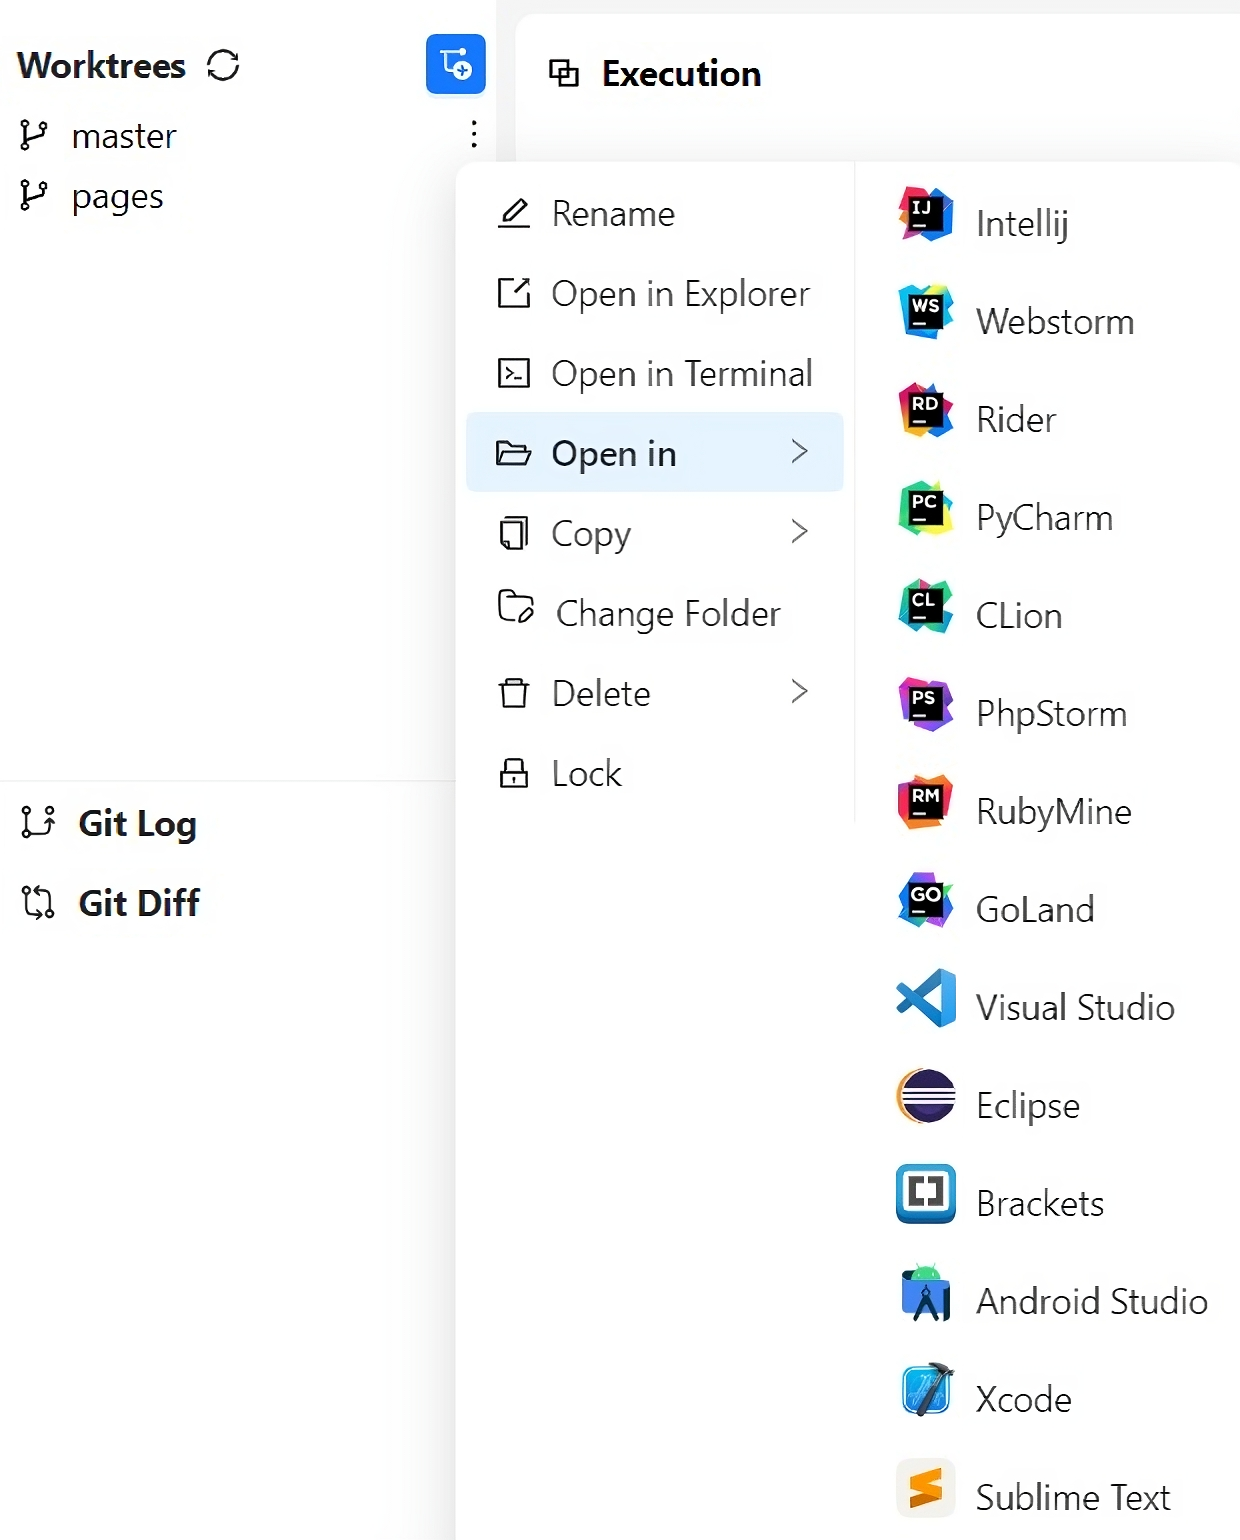 Worktrees
master
pages
Git Log
Git Diff
Execution
Rename
Open in Explorer
Open in Terminal
Open in
Copy
Change Folder
Delete
Lock
IJ Intellij
WS Webstorm
RD Rider
PC PyCharm
CL CLion
PS PhpStorm
RM RubyMine
GO GoLand
Visual Studio
Eclipse
Brackets
Android Studio
Xcode
Sublime Text